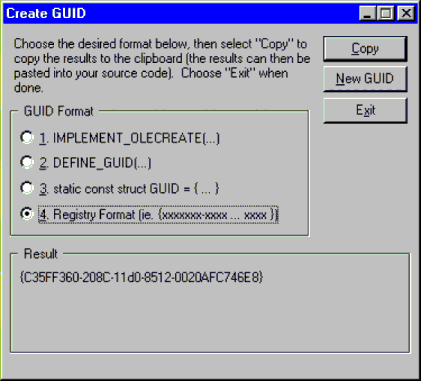 Create GUID
Choose the desired format below, then select "Copy" to
copy the results to the clipboard (the results can then be
pasted into your source code). Choose "Exit" when
done.
Copy
New GUID
Exit
GUID Format
1. IMPLEMENT_OLECREATE(...)
2. DEFINE_GUID(...)
3. static const struct GUID = { ... }
4. Registry Format (ie. {xxxxxxx-xxxx ... xxxx })
Result
{C35FF360-208C-11d0-8512-0020AFC746E8}